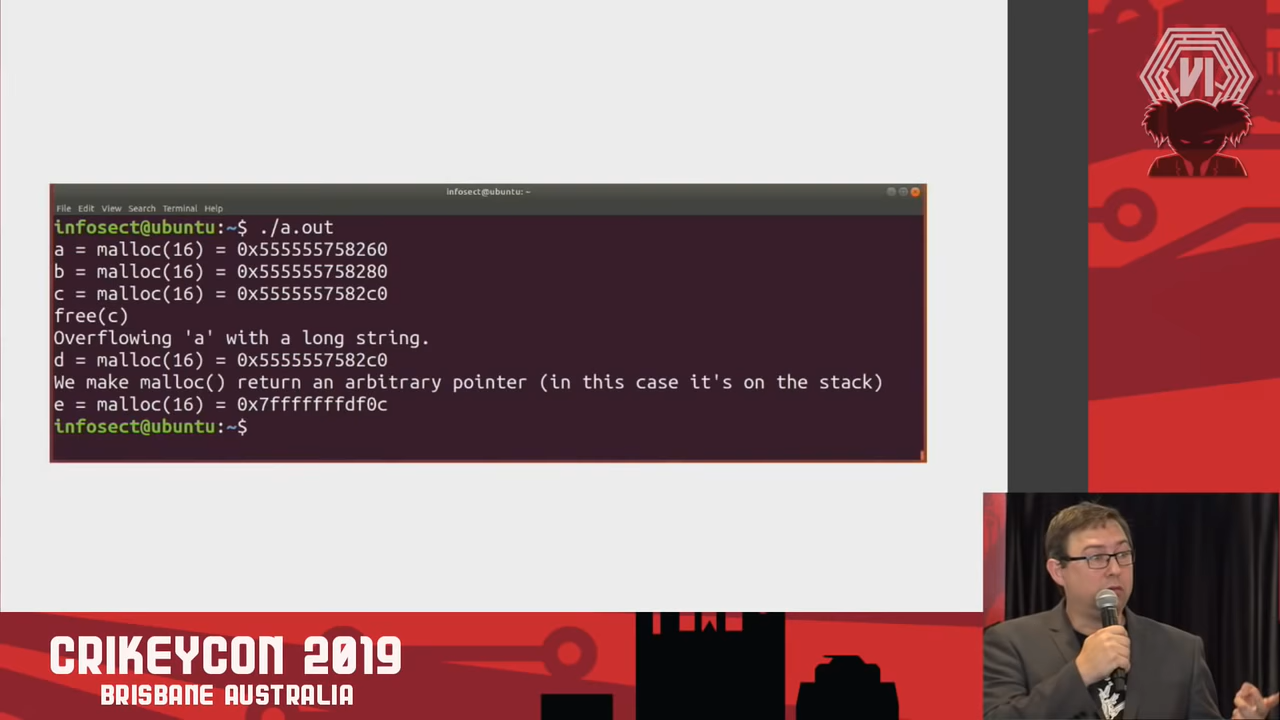 VI
infosect@ubuntu: ~
File Edit View Search Terminal Help
infosect@ubuntu:~$ ./a.out
a = malloc(16) = 0x555555758260
b = malloc(16) = 0x555555758280
c = malloc(16) = 0x5555557582c0
free(c)
Overflowing 'a' with a long string.
d = malloc(16) = 0x5555557582c0
We make malloc() return an arbitrary pointer (in this case it's on the stack)
e = malloc(16) = 0x7fffffffdf0c
infosect@ubuntu:~$
CRIKEYCON 2019
BRISBANE AUSTRALIA